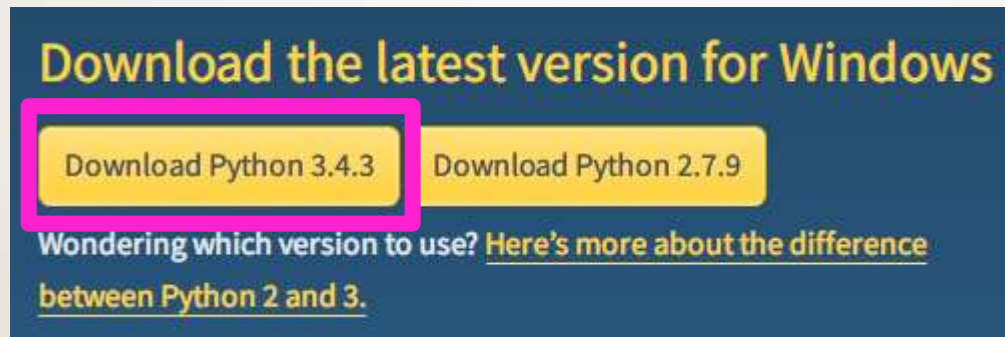 Download the latest version for Windows
Download Python 3.4.3
Download Python 2.7.9
Wondering which version to use? Here's more about the difference
between Python 2 and 3.